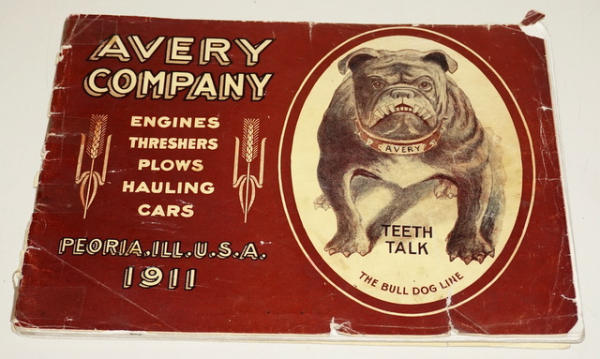 AVERY
COMPANY
ENGINES
THRESHERS
PLOWS
HAULING
CARS
PEORIA, ILL. U.S.A.
1911
AVERY
TEETH
TALK
THE BULL DOG LINE